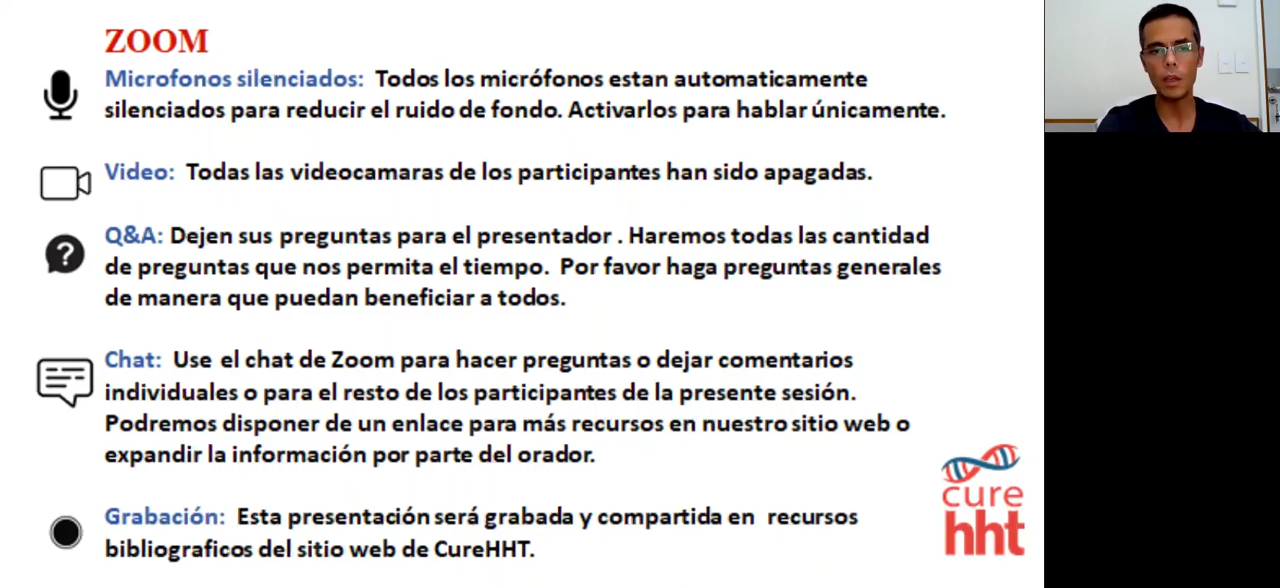 ZOOM
Microfonos silenciados: Todos los micrófonos estan automaticamente
silenciados para reducir el ruido de fondo. Activarlos para hablar únicamente.
Video: Todas las videocamaras de los participantes han sido apagadas.
Q&A: Dejen sus preguntas para el presentador . Haremos todas las cantidad
de preguntas que nos permita el tiempo. Por favor haga preguntas generales
de manera que puedan beneficiar a todos.
Chat: Use el chat de Zoom para hacer preguntas o dejar comentarios
individuales o para el resto de los participantes de la presente sesión.
Podremos disponer de un enlace para más recursos en nuestro sitio web o
expandir la información por parte del orador.
Grabación: Esta presentación será grabada y compartida en recursos
bibliograficos del sitio web de CureHHT.
cure
hht